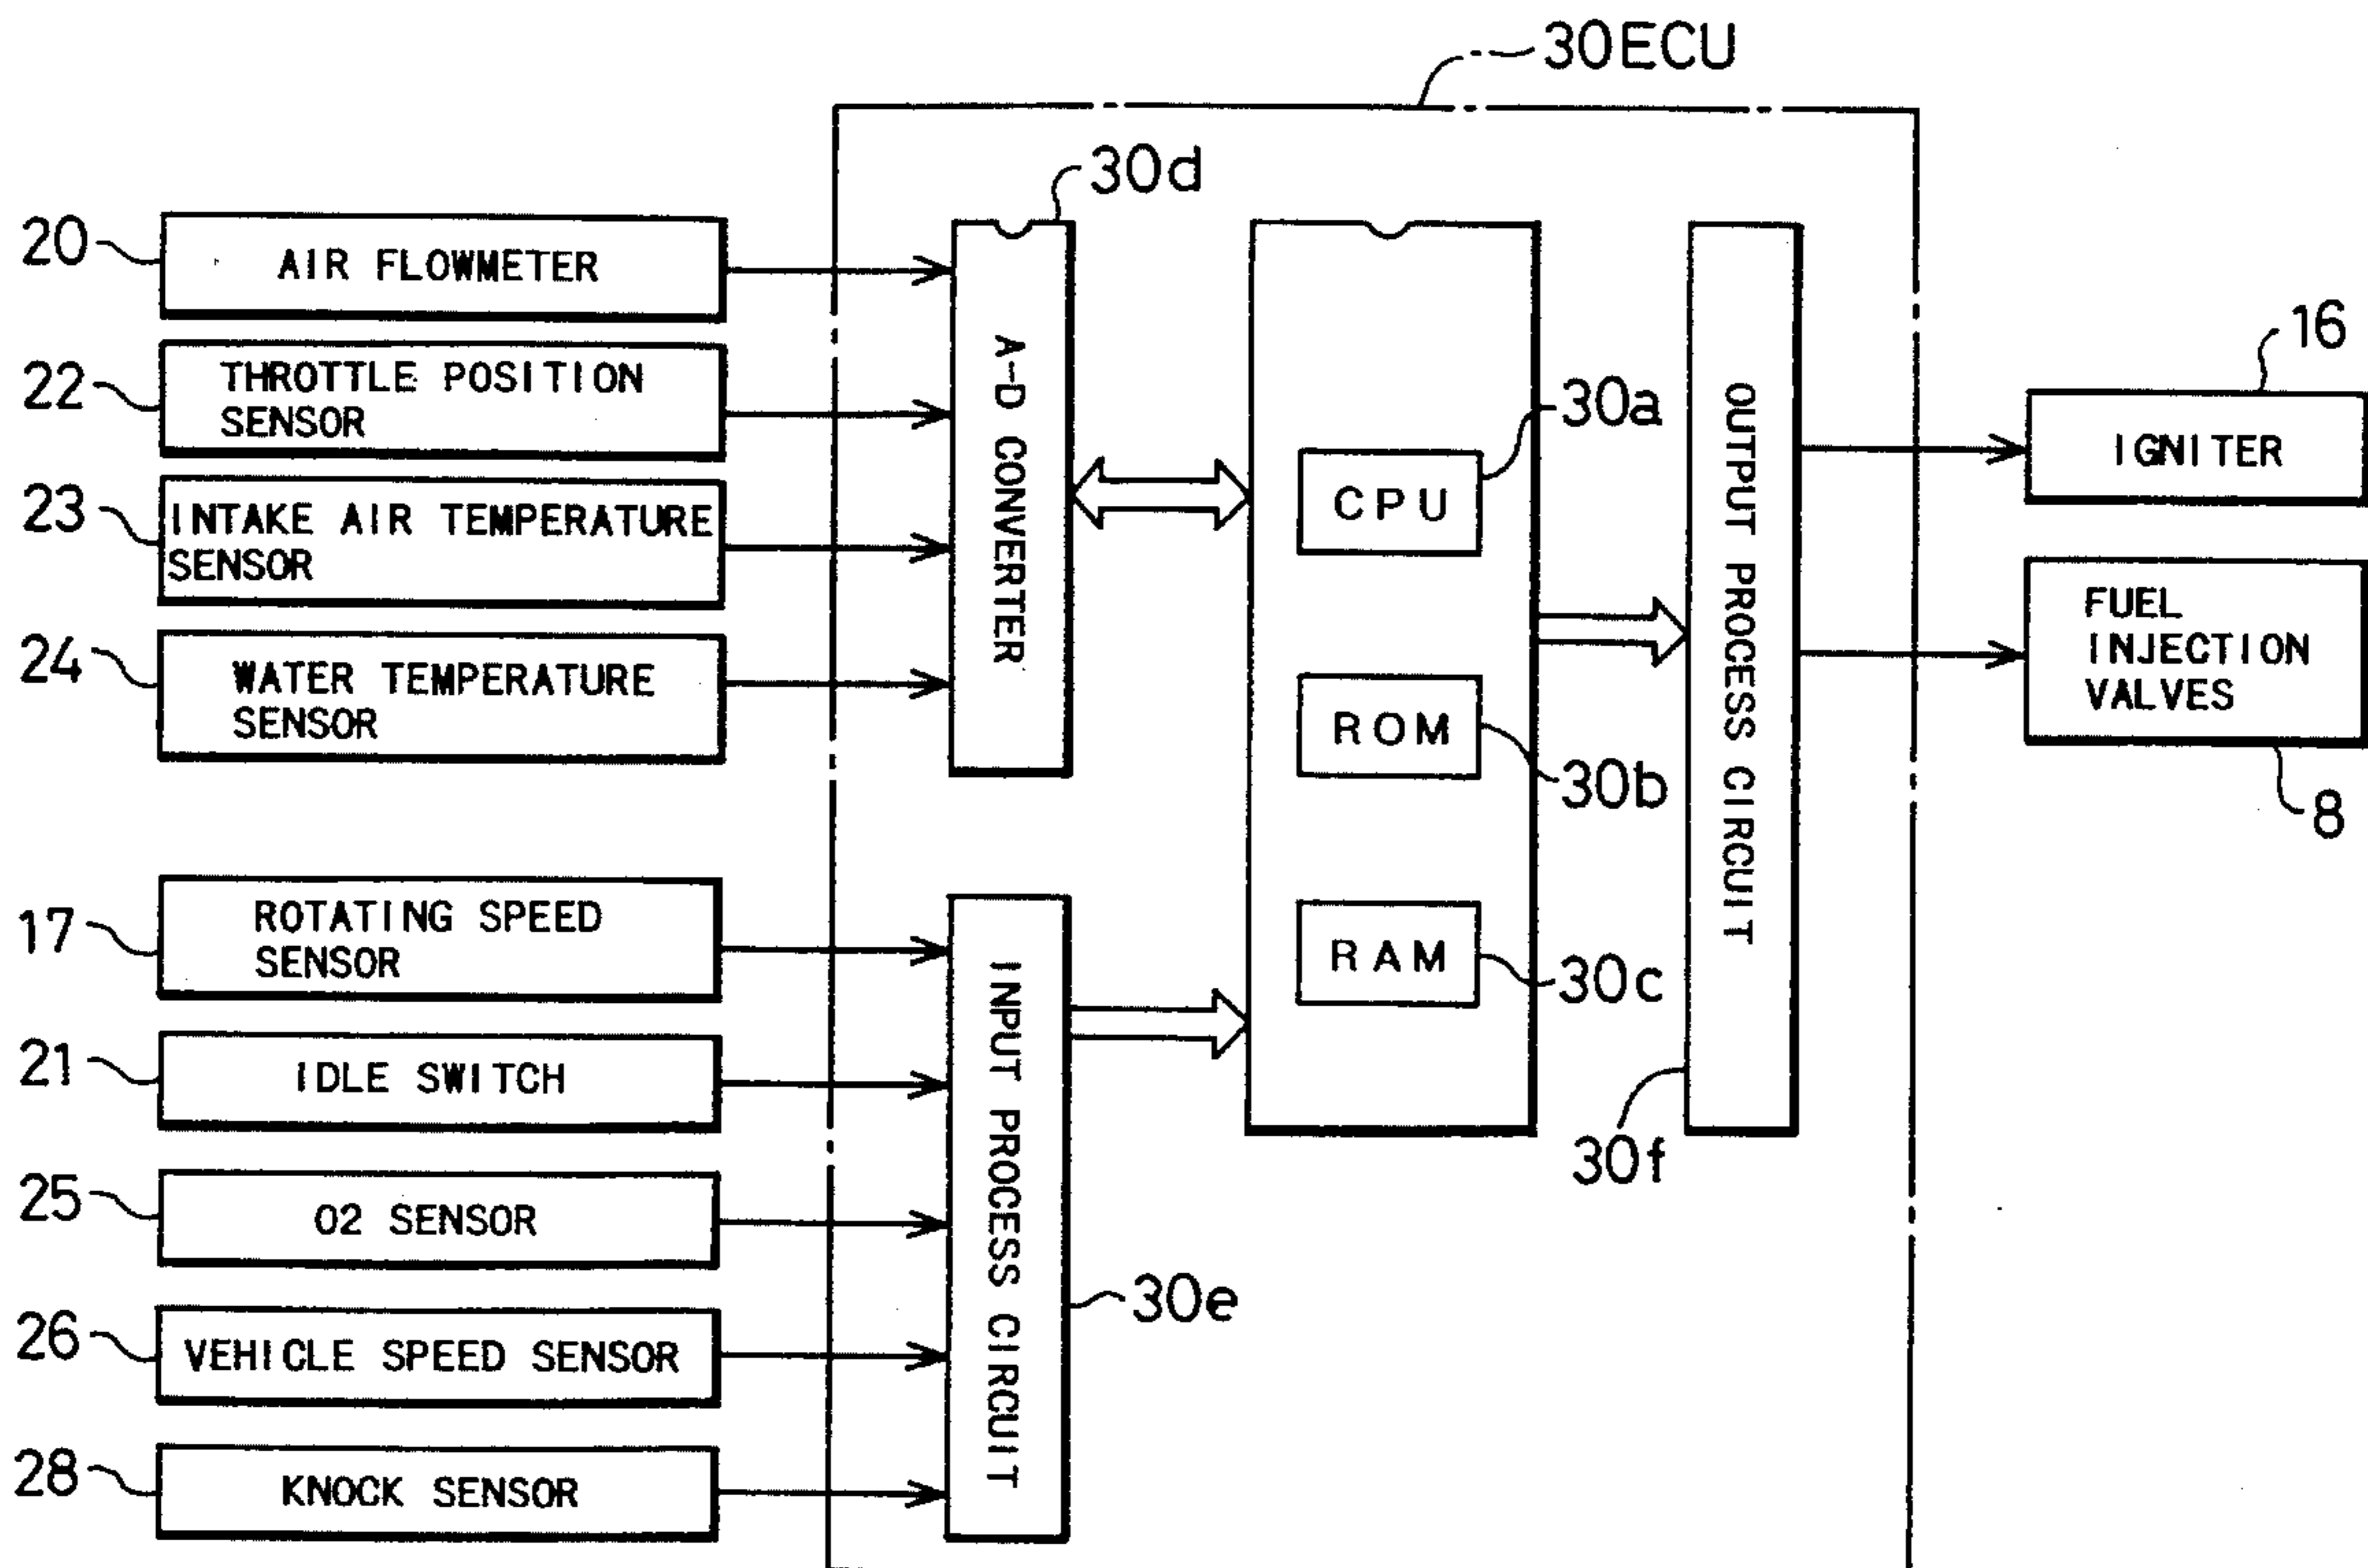 30ECU
30d
20
AIR FLOWMETER
22
THROTTLE POSITION
SENSOR
23
INTAKE AIR TEMPERATURE
SENSOR
24
WATER TEMPERATURE
SENSOR
A-D CONVERTER
17
ROTATING SPEED
SENSOR
21
IDLE SWITCH
25
O2 SENSOR
26
VEHICLE SPEED SENSOR
28
KNOCK SENSOR
INPUT PROCESS CIRCUIT
30e
CPU
30a
ROM
30b
RAM
30c
OUTPUT PROCESS CIRCUIT
30f
16
IGNITER
FUEL
INJECTION
VALVES
8